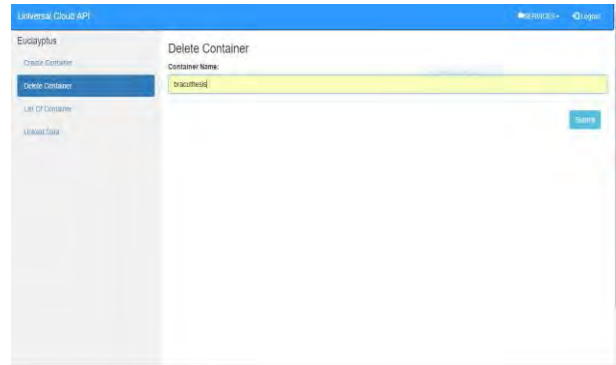 Universal Cloud API
SERVICES
Logout
Euclayptus
Create Container
Delete Container
List Of Container
Upload Data
Delete Container
Container Name:
bracuthesis
Submit